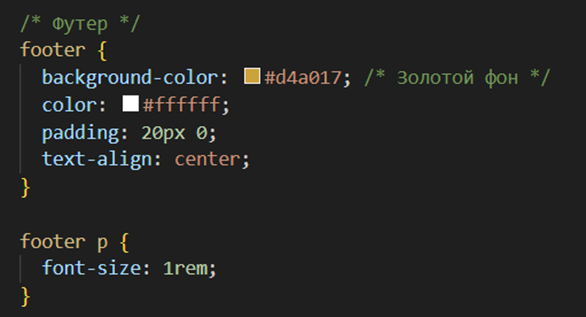 /* Футер */
footer {
  background-color: #d4a017; /* Золотой фон */
  color: #ffffff;
  padding: 20px 0;
  text-align: center;
}

footer p {
  font-size: 1rem;
}